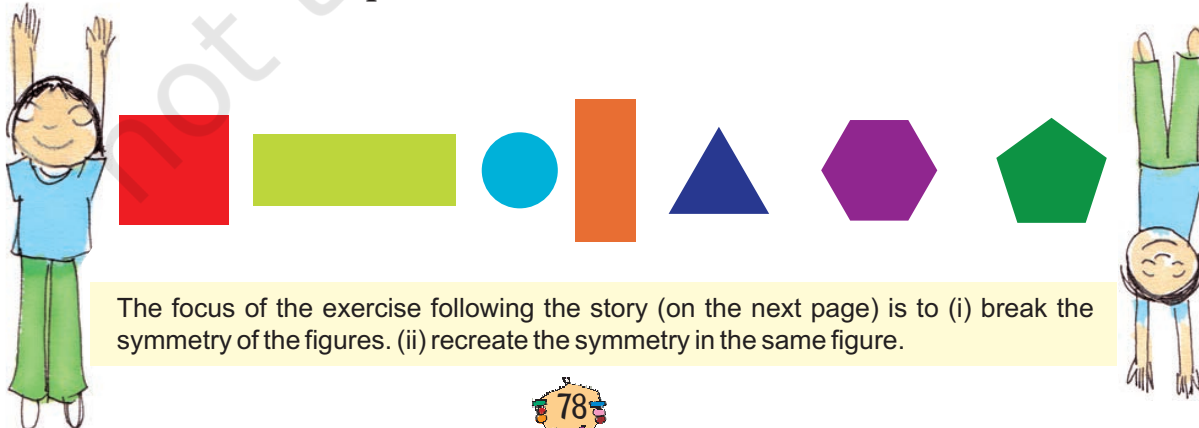 not
The focus of the exercise following the story (on the next page) is to (i) break the
symmetry of the figures. (ii) recreate the symmetry in the same figure.
78